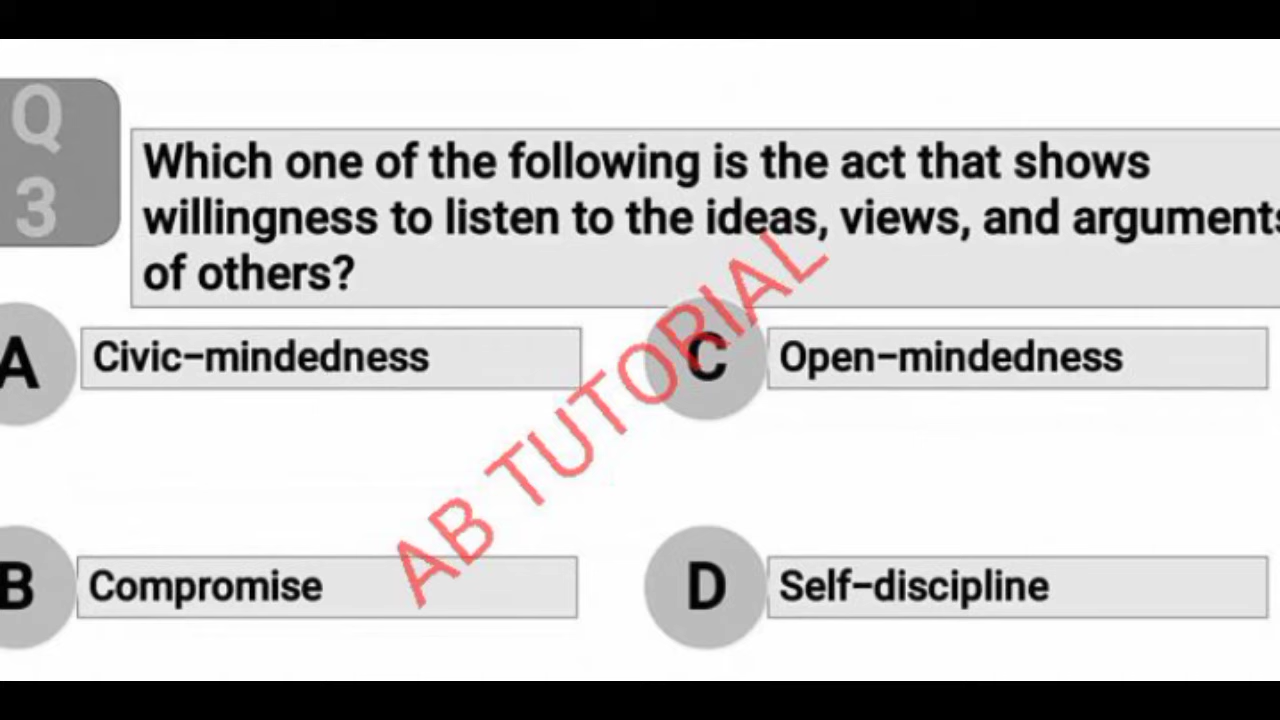 Q
3
Which one of the following is the act that shows
willingness to listen to the ideas, views, and arguments
of others?
A
Civic-mindedness
C
Open-mindedness
B
Compromise
D
Self-discipline
AB TUTORIAL